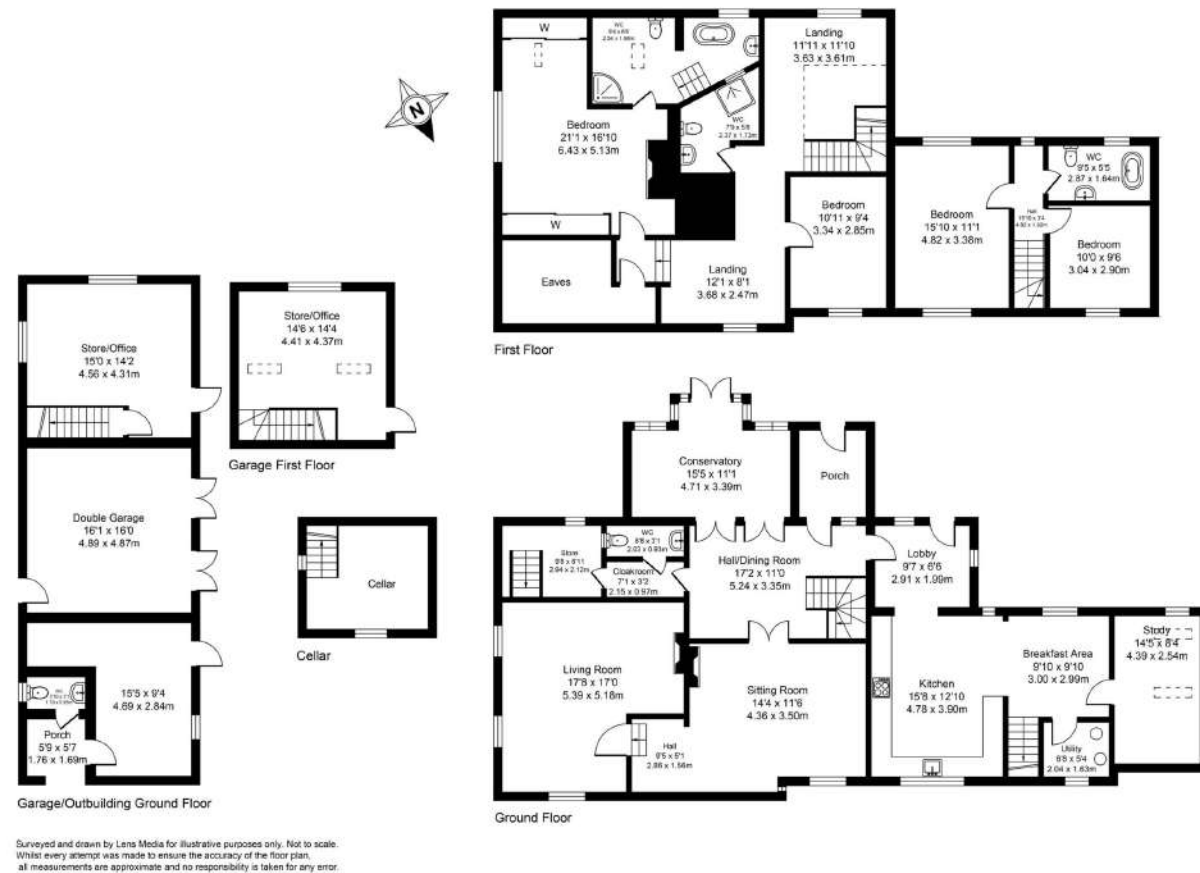 W
WC
Landing
11'11 x 11'10
3.63 x 3.61m
N
Bedroom
21'1 x 16'10
6.43 x 5.13m
WC
7'9 x 5'8
2.37 x 1.73m
W
Bedroom
10'11 x 9'4
3.34 x 2.85m
Bedroom
15'10 x 11'1
4.82 x 3.38m
WC
9'5 x 5'5
2.87 x 1.64m
Hall
Bedroom
10'0 x 9'6
3.04 x 2.90m
Eaves
Landing
12'1 x 8'1
3.68 x 2.47m
First Floor
Store/Office
15'0 x 14'2
4.56 x 4.31m
Store/Office
14'6 x 14'4
4.41 x 4.37m
Garage First Floor
Double Garage
16'1 x 16'0
4.89 x 4.87m
Cellar
Cellar
15'5 x 9'4
4.69 x 2.84m
WC
Porch
5'9 x 5'7
1.76 x 1.69m
Garage/Outbuilding Ground Floor
Conservatory
15'5 x 11'1
4.71 x 3.39m
Porch
Store
9'8 x 6'11
2.94 x 2.12m
WC
6'8 x 3'1
2.03 x 0.93m
Cloakroom
7'1 x 3'2
2.15 x 0.97m
Hall/Dining Room
17'2 x 11'0
5.24 x 3.35m
Lobby
9'7 x 6'6
2.91 x 1.99m
Living Room
17'8 x 17'0
5.39 x 5.18m
Sitting Room
14'4 x 11'6
4.36 x 3.50m
Hall
9'5 x 5'1
2.86 x 1.56m
Kitchen
15'8 x 12'10
4.78 x 3.90m
Breakfast Area
9'10 x 9'10
3.00 x 2.99m
Study
14'5 x 8'4
4.39 x 2.54m
Utility
6'8 x 5'4
2.04 x 1.63m
Ground Floor
Surveyed and drawn by Lens Media for illustrative purposes only. Not to scale.
Whilst every attempt was made to ensure the accuracy of the floor plan,
all measurements are approximate and no responsibility is taken for any error.